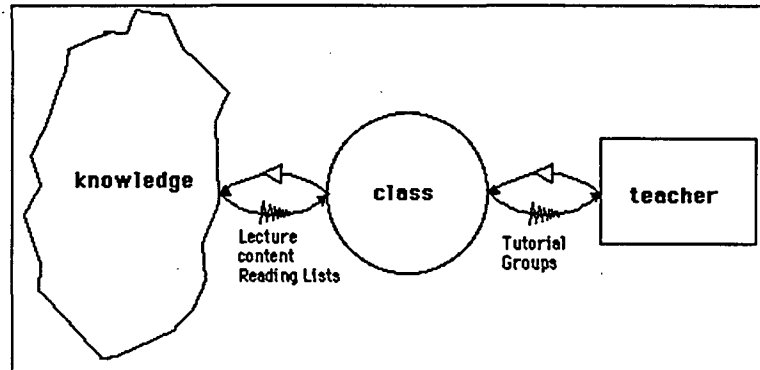 knowledge
class
teacher
Lecture
content
Reading Lists
Tutorial
Groups